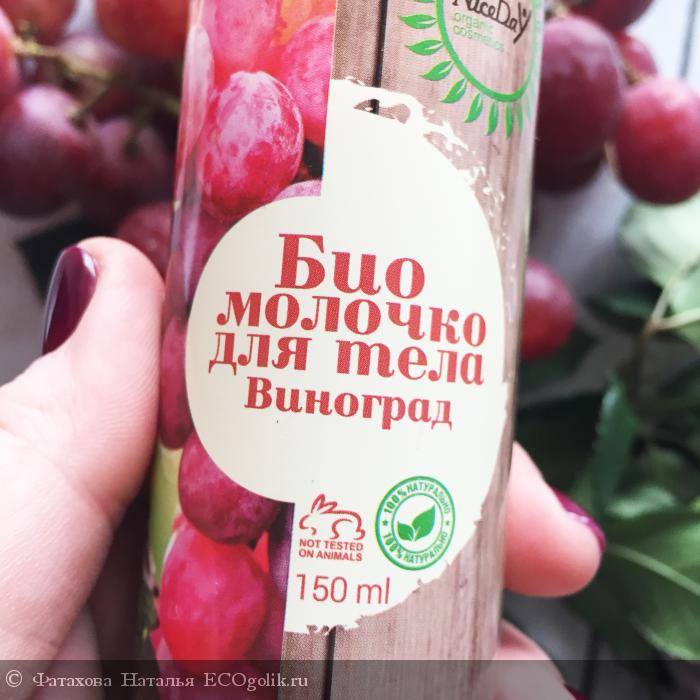 NiceDay
organic
cosmetics
Био
молочко
для тела
Виноград
NOT TESTED
ON ANIMALS
100% НАТУРАЛЬНО
100% НАТУРАЛЬНО
150 ml
© Фатахова Наталья ECOgolik.ru